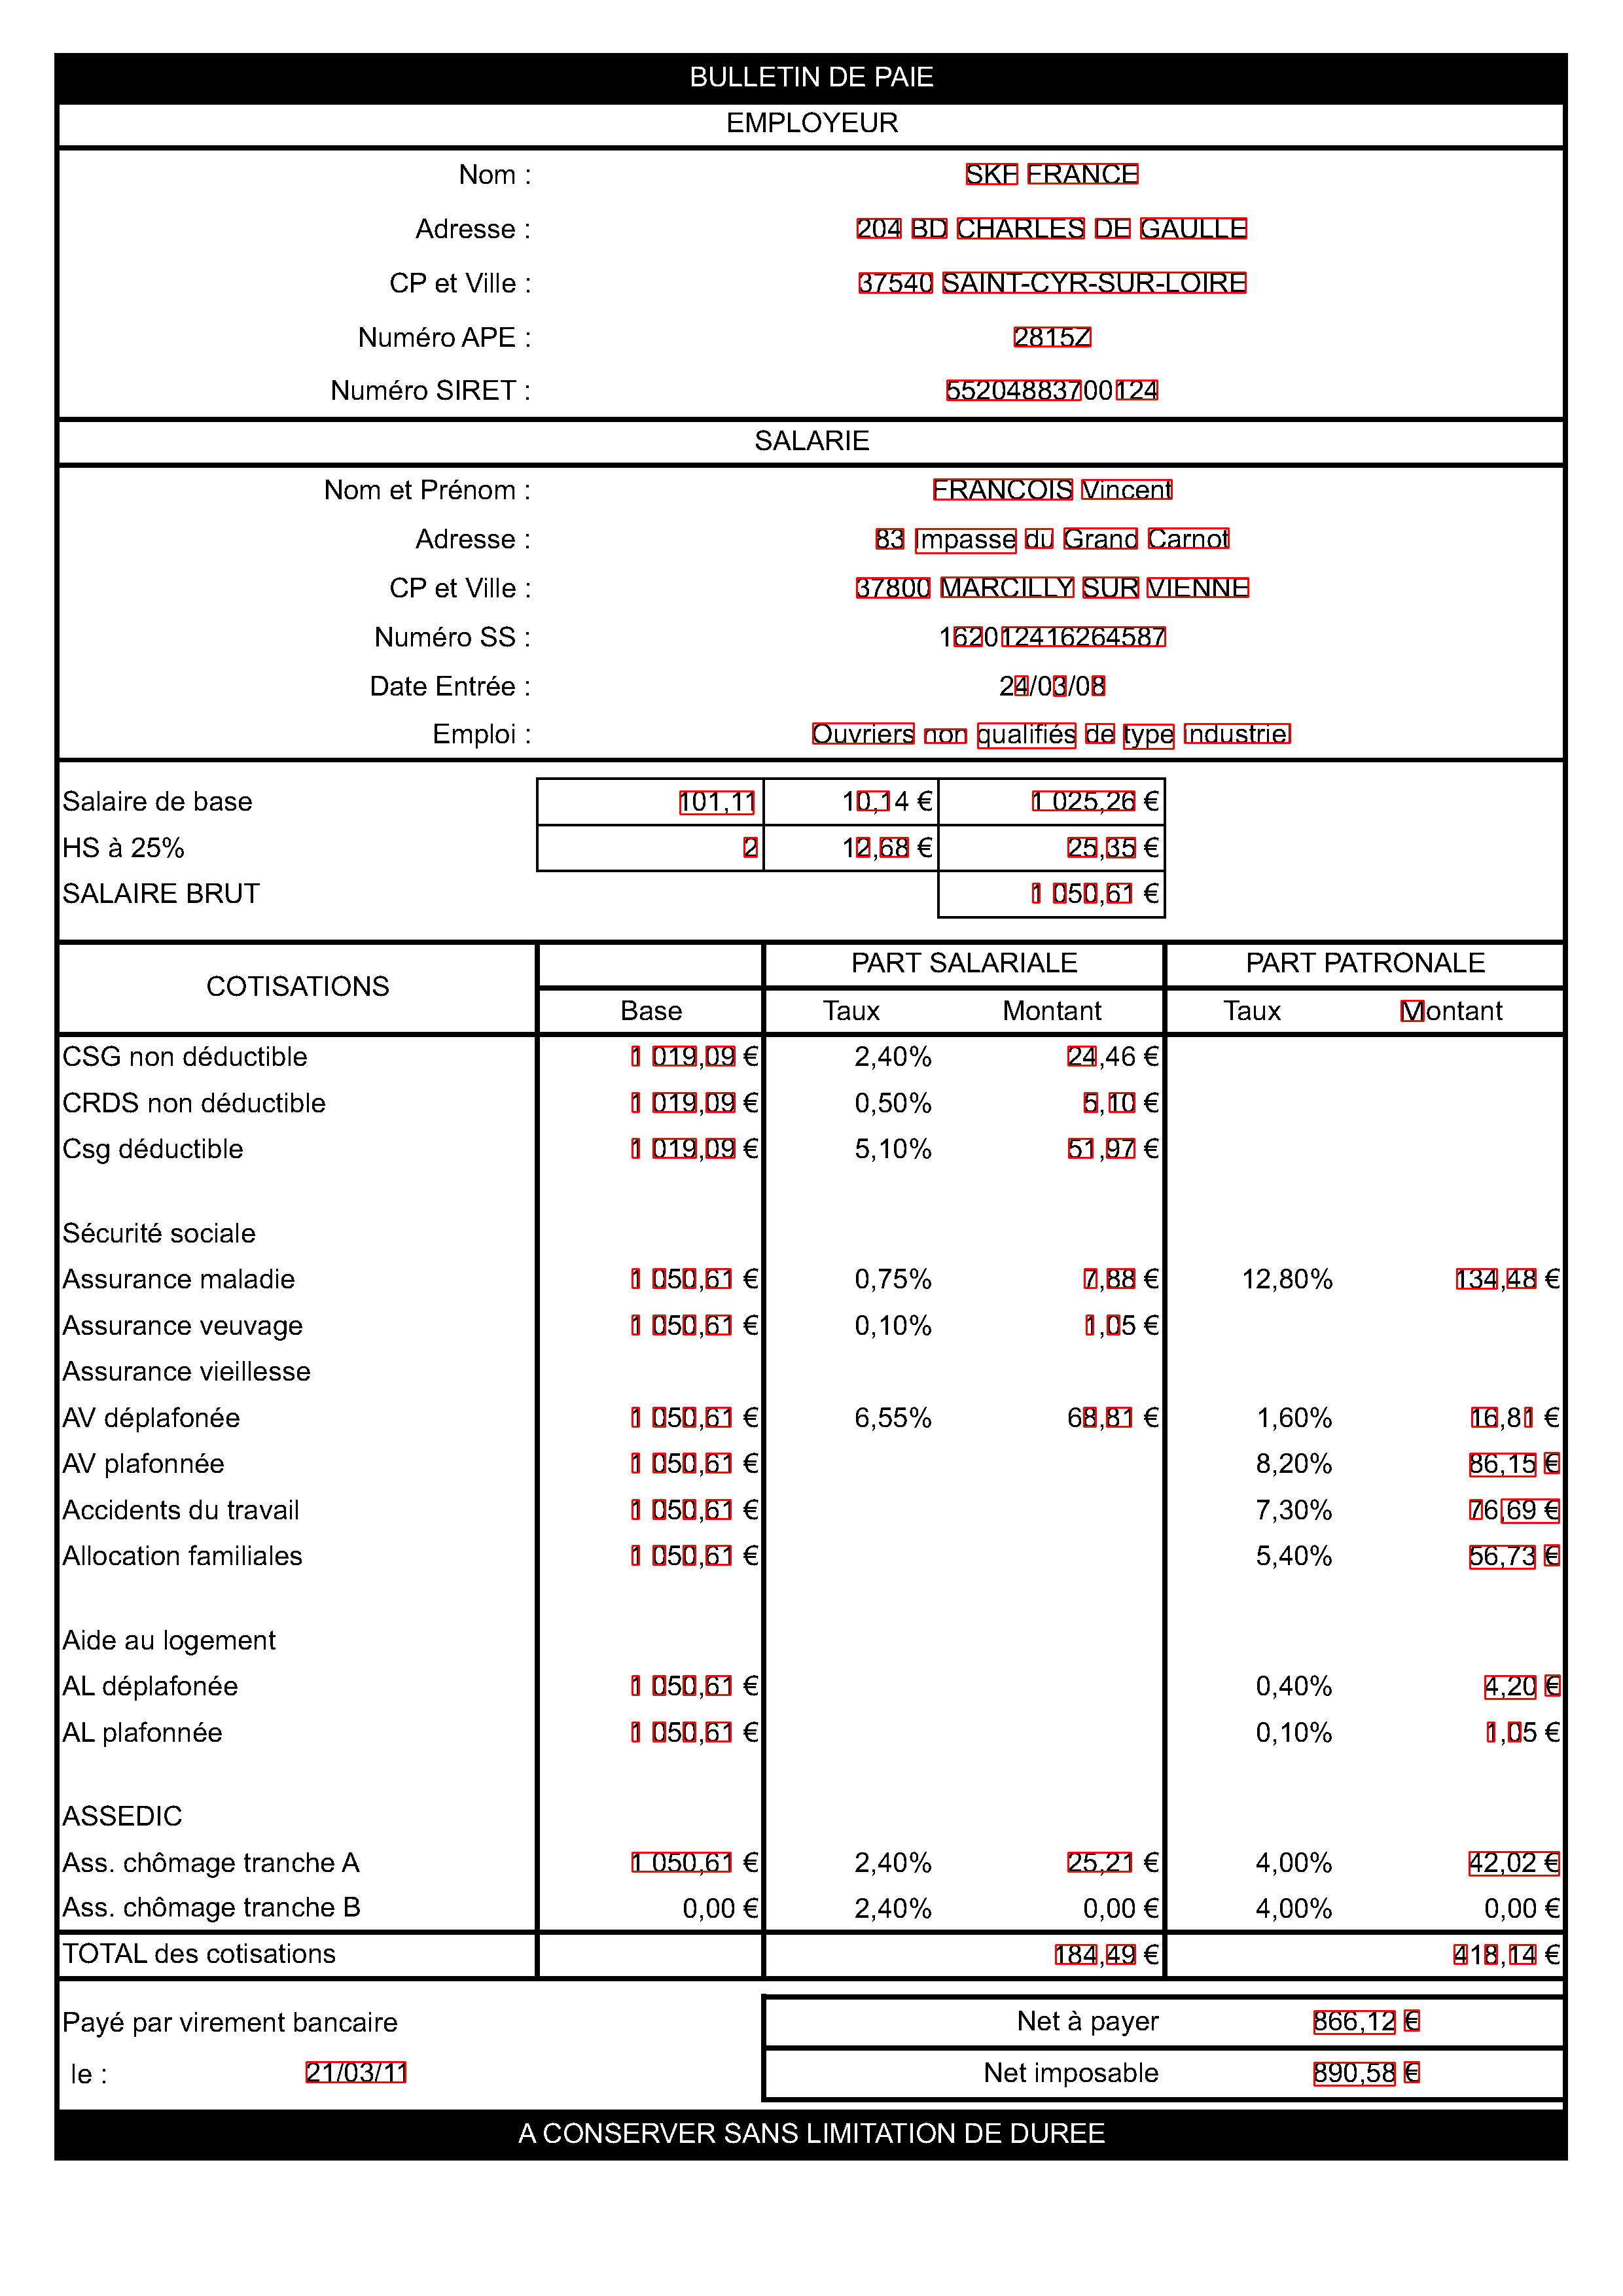 BULLETIN DE PAIE
EMPLOYEUR
Nom : SKF FRANCE
Adresse : 204 BD CHARLES DE GAULLE
CP et Ville : 37540 SAINT-CYR-SUR-LOIRE
Numéro APE : 2815Z
Numéro SIRET : 55204883700124
SALARIE
Nom et Prénom : FRANCOIS Vincent
Adresse : 83 Impasse du Grand Carnot
CP et Ville : 37800 MARCILLY SUR VIENNE
Numéro SS : 162012416264587
Date Entrée : 24/03/08
Emploi : Ouvriers non qualifiés de type industriel
Salaire de base 101,11 10,14 € 1 025,26 €
HS à 25% 2 12,68 € 25,35 €
SALAIRE BRUT 1 050,61 €
COTISATIONS PART SALARIALE PART PATRONALE
Base Taux Montant Taux Montant
CSG non déductible 1 019,09 € 2,40% 24,46 €
CRDS non déductible 1 019,09 € 0,50% 5,10 €
Csg déductible 1 019,09 € 5,10% 51,97 €
Sécurité sociale
Assurance maladie 1 050,61 € 0,75% 7,88 € 12,80% 134,48 €
Assurance veuvage 1 050,61 € 0,10% 1,05 €
Assurance vieillesse
AV déplafonée 1 050,61 € 6,55% 68,81 € 1,60% 16,81 €
AV plafonnée 1 050,61 € 8,20% 86,15 €
Accidents du travail 1 050,61 € 7,30% 76,69 €
Allocation familiales 1 050,61 € 5,40% 56,73 €
Aide au logement
AL déplafonée 1 050,61 € 0,40% 4,20 €
AL plafonnée 1 050,61 € 0,10% 1,05 €
ASSEDIC
Ass. chômage tranche A 1 050,61 € 2,40% 25,21 € 4,00% 42,02 €
Ass. chômage tranche B 0,00 € 2,40% 0,00 € 4,00% 0,00 €
TOTAL des cotisations 184,49 € 418,14 €
Payé par virement bancaire Net à payer 866,12 €
le : 21/03/11 Net imposable 890,58 €
A CONSERVER SANS LIMITATION DE DUREE